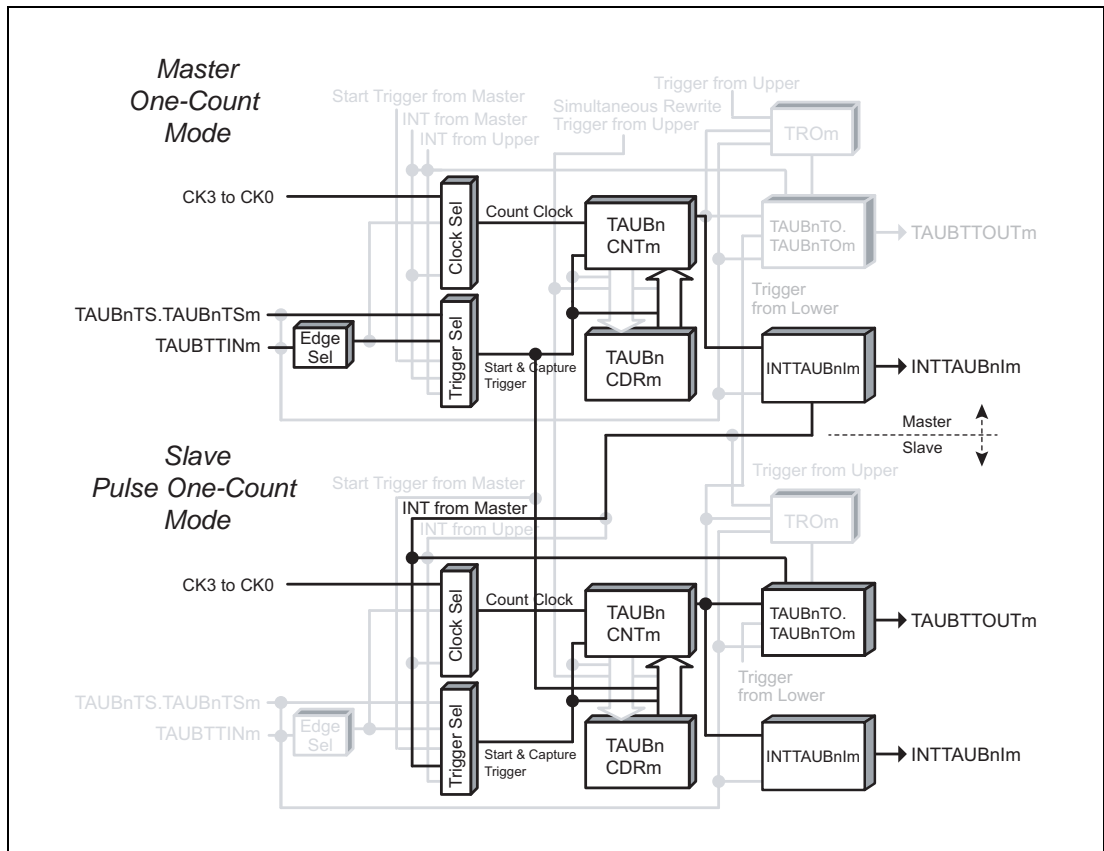 Master
One-Count
Mode
Start Trigger from Master
INT from Master
INT from Upper
Simultaneous Rewrite
Trigger from Upper
Trigger from Upper
TROm
CK3 to CK0
Clock Sel
Count Clock
TAUBn
CNTm
TAUBnTO.
TAUBnTOm
TAUBTTOUTm
TAUBnTS.TAUBnTSm
TAUBTTINm
Edge
Sel
Trigger Sel
Start & Capture
Trigger
TAUBn
CDRm
Trigger
from Lower
INTTAUBnIm
INTTAUBnIm
Master
Slave
Slave
Pulse One-Count
Mode
Start Trigger from Master
INT from Master
INT from Upper
Trigger from Upper
TROm
CK3 to CK0
Clock Sel
Count Clock
TAUBn
CNTm
TAUBnTO.
TAUBnTOm
TAUBTTOUTm
TAUBnTS.TAUBnTSm
TAUBTTINm
Edge
Sel
Trigger Sel
Start & Capture
Trigger
TAUBn
CDRm
Trigger
from Lower
INTTAUBnIm
INTTAUBnIm